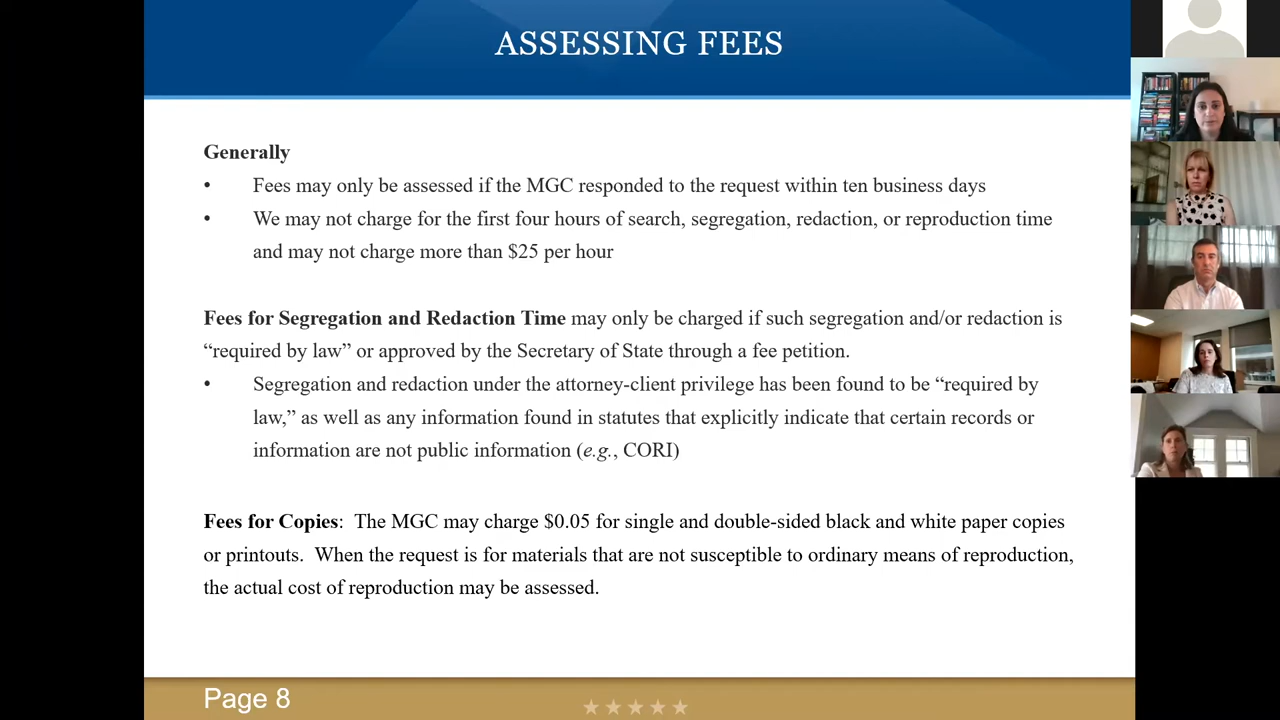 ASSESSING FEES
Generally
• Fees may only be assessed if the MGC responded to the request within ten business days
• We may not charge for the first four hours of search, segregation, redaction, or reproduction time
and may not charge more than $25 per hour
Fees for Segregation and Redaction Time may only be charged if such segregation and/or redaction is
“required by law” or approved by the Secretary of State through a fee petition.
• Segregation and redaction under the attorney-client privilege has been found to be “required by
law,” as well as any information found in statutes that explicitly indicate that certain records or
information are not public information (e.g., CORI)
Fees for Copies: The MGC may charge $0.05 for single and double-sided black and white paper copies
or printouts. When the request is for materials that are not susceptible to ordinary means of reproduction,
the actual cost of reproduction may be assessed.
Page 8